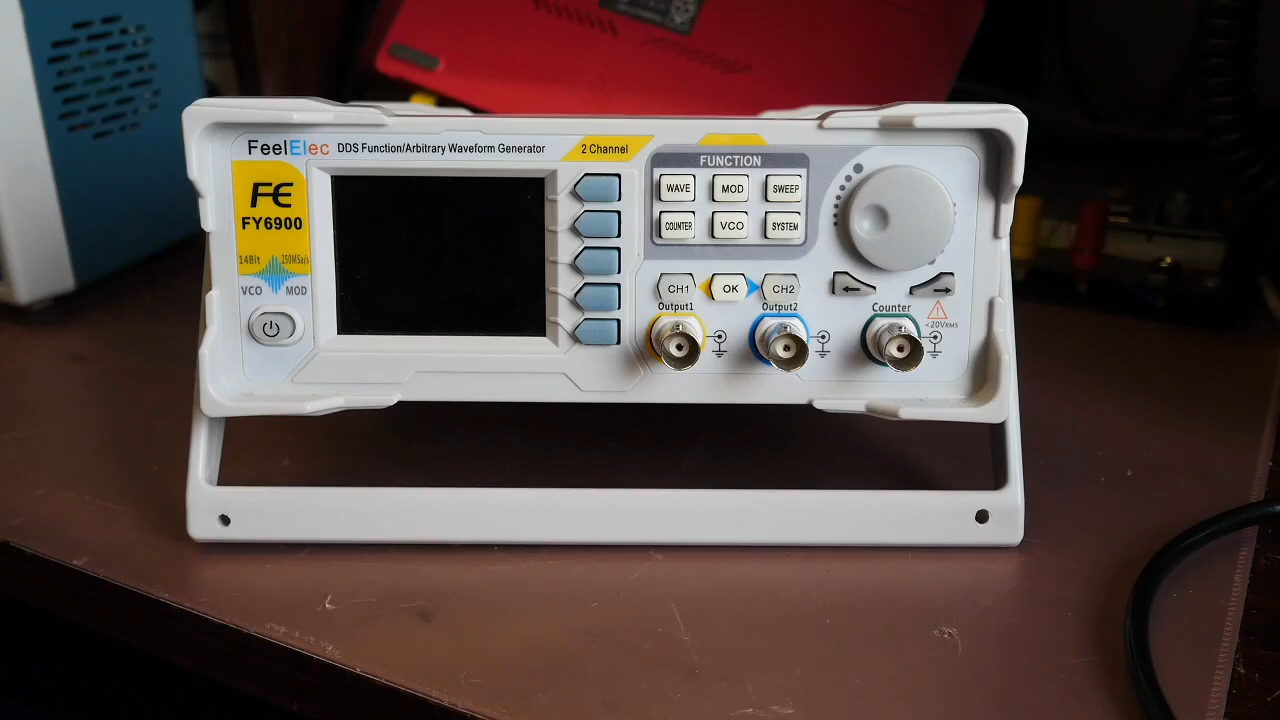 FeelElec DDS Function/Arbitrary Waveform Generator 2 Channel
FE
FY6900
14Bit 250MSa/s
VCO MOD
FUNCTION
WAVE MOD SWEEP
COUNTER VCO SYSTEM
CH1 OK CH2
Output1 Output2 Counter
<20VRMS